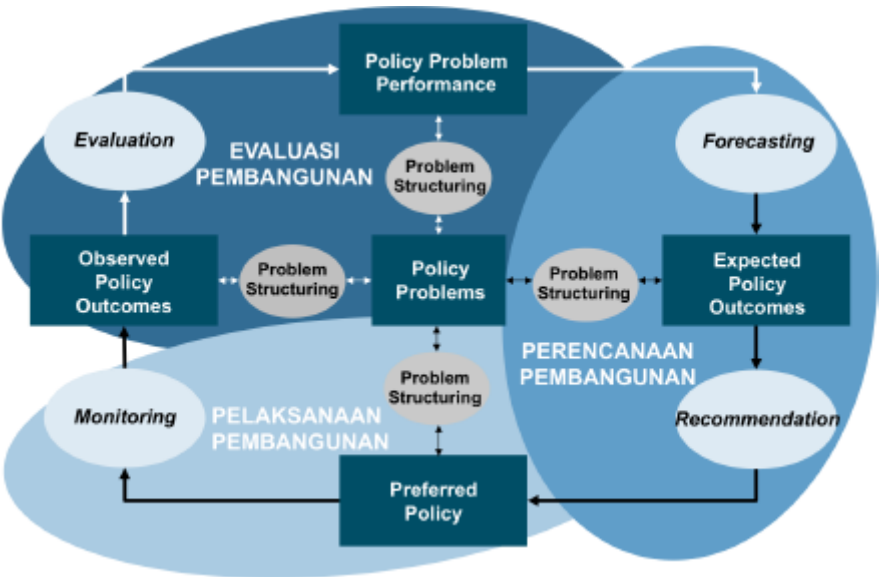 Policy Problem
Performance
Evaluation
Forecasting
EVALUASI
PEMBANGUNAN
Problem
Structuring
Observed
Policy
Outcomes
Problem
Structuring
Policy
Problems
Problem
Structuring
Expected
Policy
Outcomes
PERENCANAAN
PEMBANGUNAN
Problem
Structuring
Monitoring
PELAKSANAAN
PEMBANGUNAN
Recommendation
Preferred
Policy